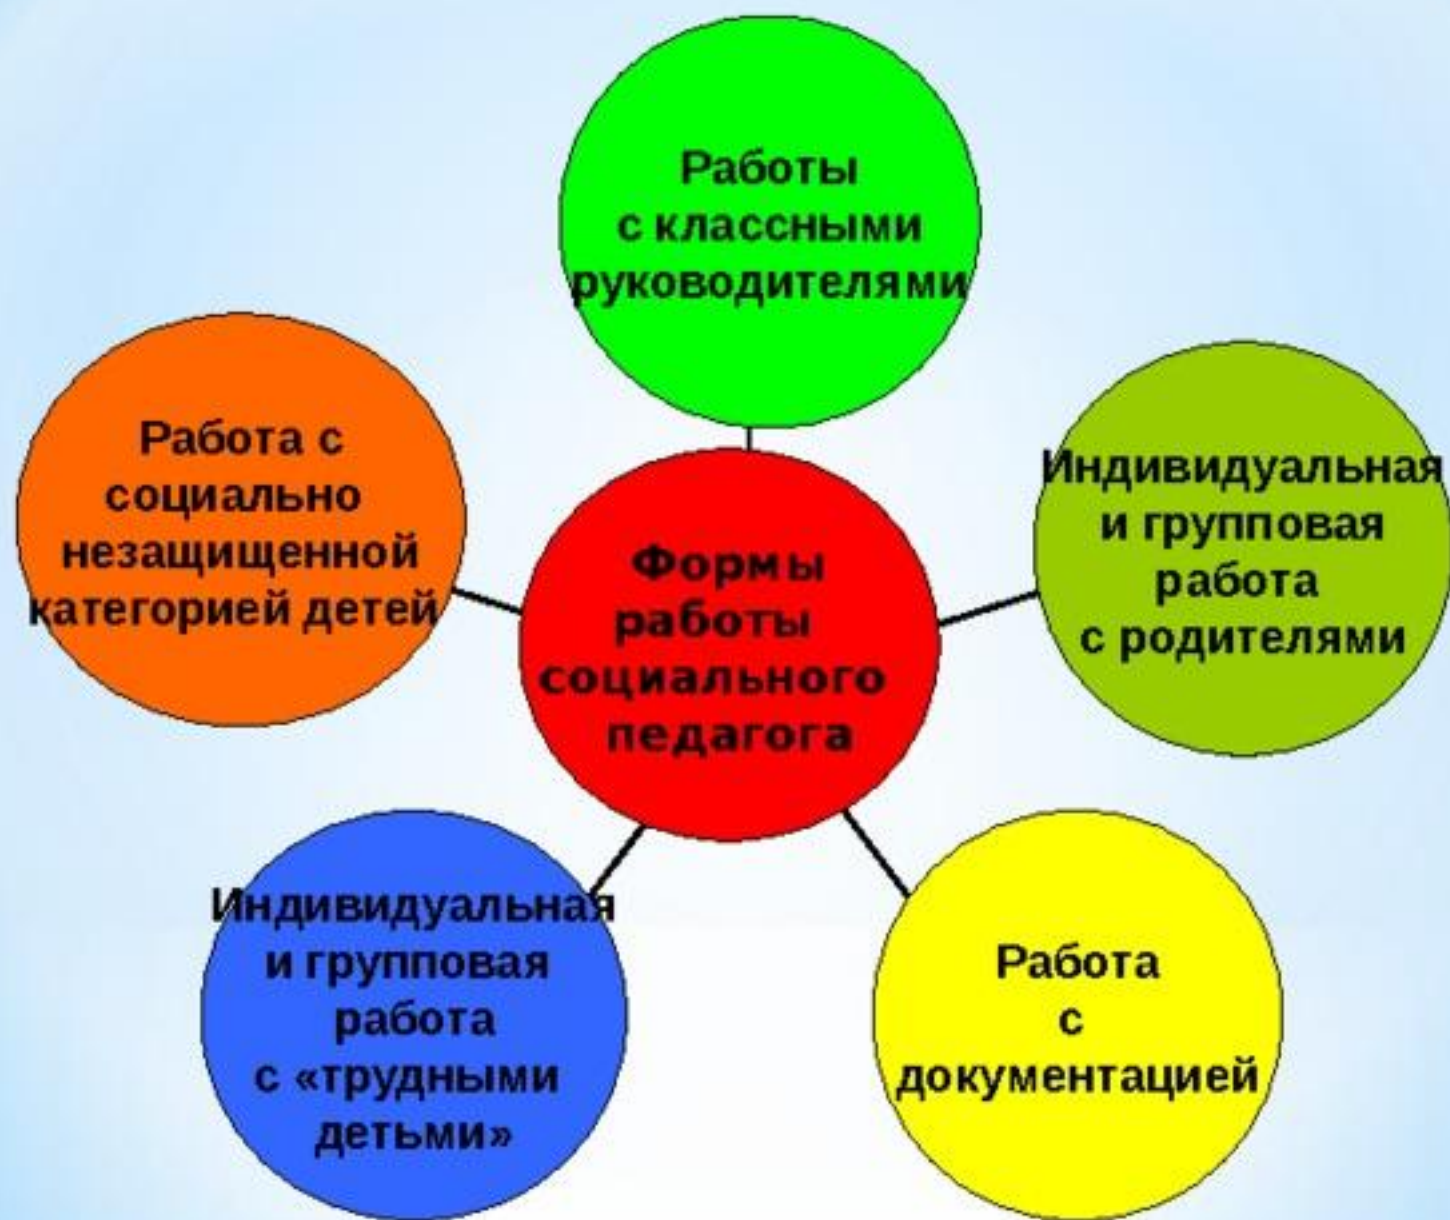 Работы
с классными
руководителями
Работа с
социально
незащищенной
категорией детей
Индивидуальная
и групповая
работа
с родителями
Формы
работы
социального
педагога
Индивидуальная
и групповая
работа
с «трудными
детьми»
Работа
с
документацией